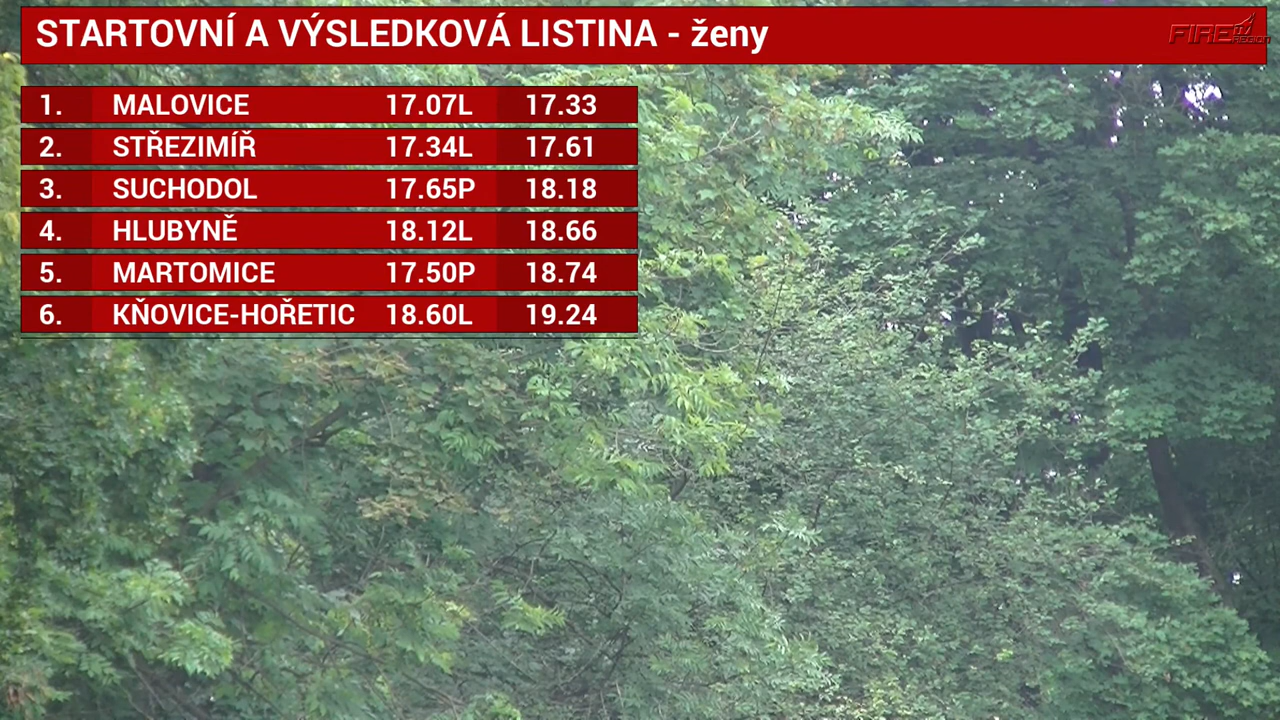 STARTOVNÍ A VÝSLEDKOVÁ LISTINA - ženy
FIRE TV REGION
1. MALOVICE 17.07L 17.33
2. STŘEZIMÍŘ 17.34L 17.61
3. SUCHODOL 17.65P 18.18
4. HLUBYNĚ 18.12L 18.66
5. MARTOMICE 17.50P 18.74
6. KŇOVICE-HOŘETIC 18.60L 19.24